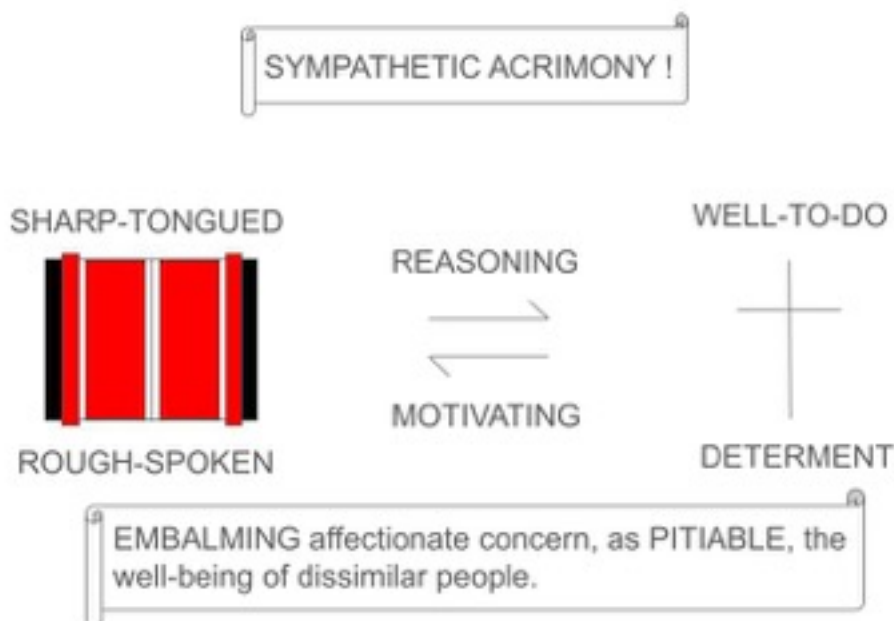 SYMPATHETIC ACRIMONY !
SHARP-TONGUED
WELL-TO-DO
REASONING
MOTIVATING
ROUGH-SPOKEN
DETERMENT
EMBALMING affectionate concern, as PITIABLE, the
well-being of dissimilar people.